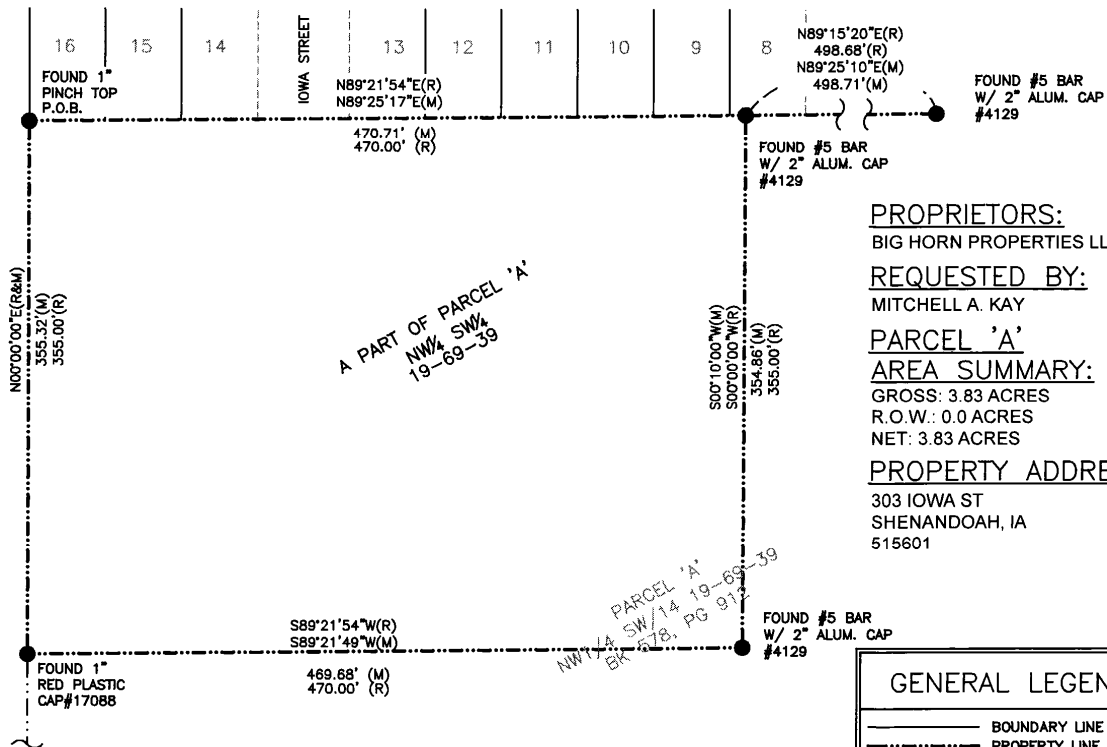 16
15
14
IOWA STREET
13
12
11
10
9
8
N89°15'20"E(R)
498.68'(R)
N89°25'10"E(M)
498.71'(M)
FOUND #5 BAR
W/ 2" ALUM. CAP
#4129
FOUND 1"
PINCH TOP
P.O.B.
N89°21'54"E(R)
N89°25'17"E(M)
470.71' (M)
470.00' (R)
FOUND #5 BAR
W/ 2" ALUM. CAP
#4129
N00°00'00"E(R&M)
355.32'(M)
355.00'(R)
A PART OF PARCEL 'A'
NW¼ SW¼
19-69-39
S00°10'00"W(M)
S00°00'00"W(R)
354.86'(M)
355.00'(R)
PROPRIETORS:
BIG HORN PROPERTIES LL
REQUESTED BY:
MITCHELL A. KAY
PARCEL 'A'
AREA SUMMARY:
GROSS: 3.83 ACRES
R.O.W.: 0.0 ACRES
NET: 3.83 ACRES
PROPERTY ADDRE
303 IOWA ST
SHENANDOAH, IA
515601
PARCEL 'A'
NW1/4 SW/14 19-69-39
BK 578, PG 912
S89°21'54"W(R)
S89°21'49"W(M)
469.68' (M)
470.00' (R)
FOUND 1"
RED PLASTIC
CAP#17088
FOUND #5 BAR
W/ 2" ALUM. CAP
#4129
GENERAL LEGEN
BOUNDARY LINE
PROPERTY LINE